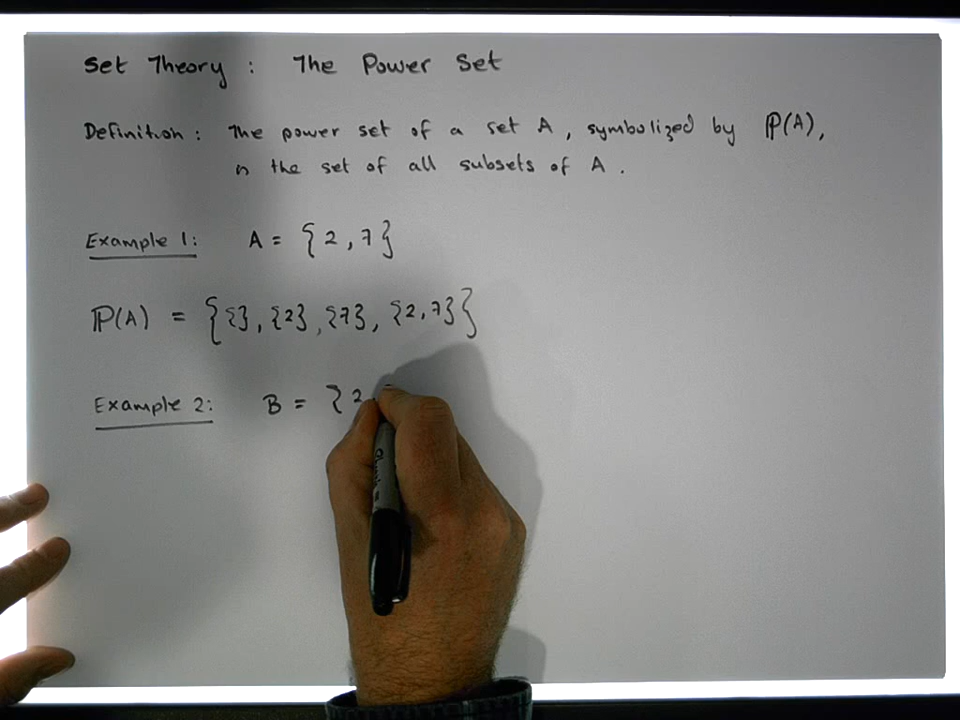 Set Theory : The Power Set
Definition : The power set of a set A, symbolized by ℙ(A),
is the set of all subsets of A.
Example 1: A = {2,7}
ℙ(A) = {{}, {2}, {7}, {2,7}}
Example 2: B = {2